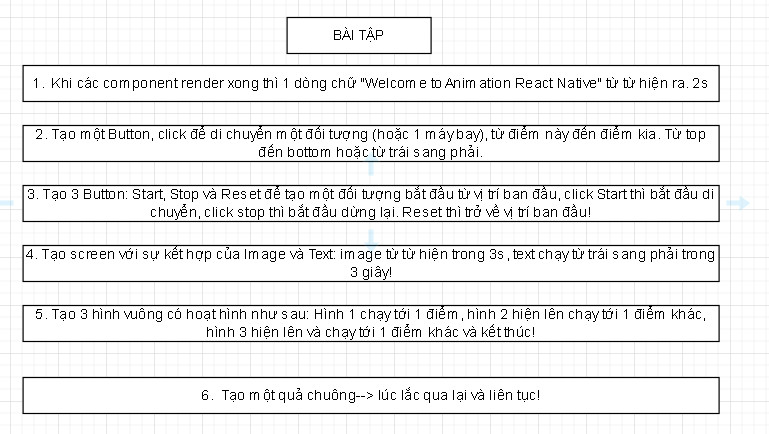 BÀI TẬP
1. Khi các component render xong thì 1 dòng chữ "Welcome to Animation React Native" từ từ hiện ra. 2s
2. Tạo một Button, click để di chuyển một đối tượng (hoặc 1 máy bay), từ điểm này đến điểm kia. Từ top
đến bottom hoặc từ trái sang phải.
3. Tạo 3 Button: Start, Stop và Reset để tạo một đối tượng bắt đầu từ vị trí ban đầu, click Start thì bắt đầu di
chuyển, click stop thì bắt đầu dừng lại. Reset thì trở về vị trí ban đầu!
4. Tạo screen với sự kết hợp của Image và Text: image từ từ hiện trong 3s, text chạy từ trái sang phải trong
3 giây!
5. Tạo 3 hình vuông có hoạt hình như sau: Hình 1 chạy tới 1 điểm, hình 2 hiện lên chạy tới 1 điểm khác,
hình 3 hiện lên và chạy tới 1 điểm khác và kết thúc!
6. Tạo một quả chuông--> lúc lắc qua lại và liên tục!